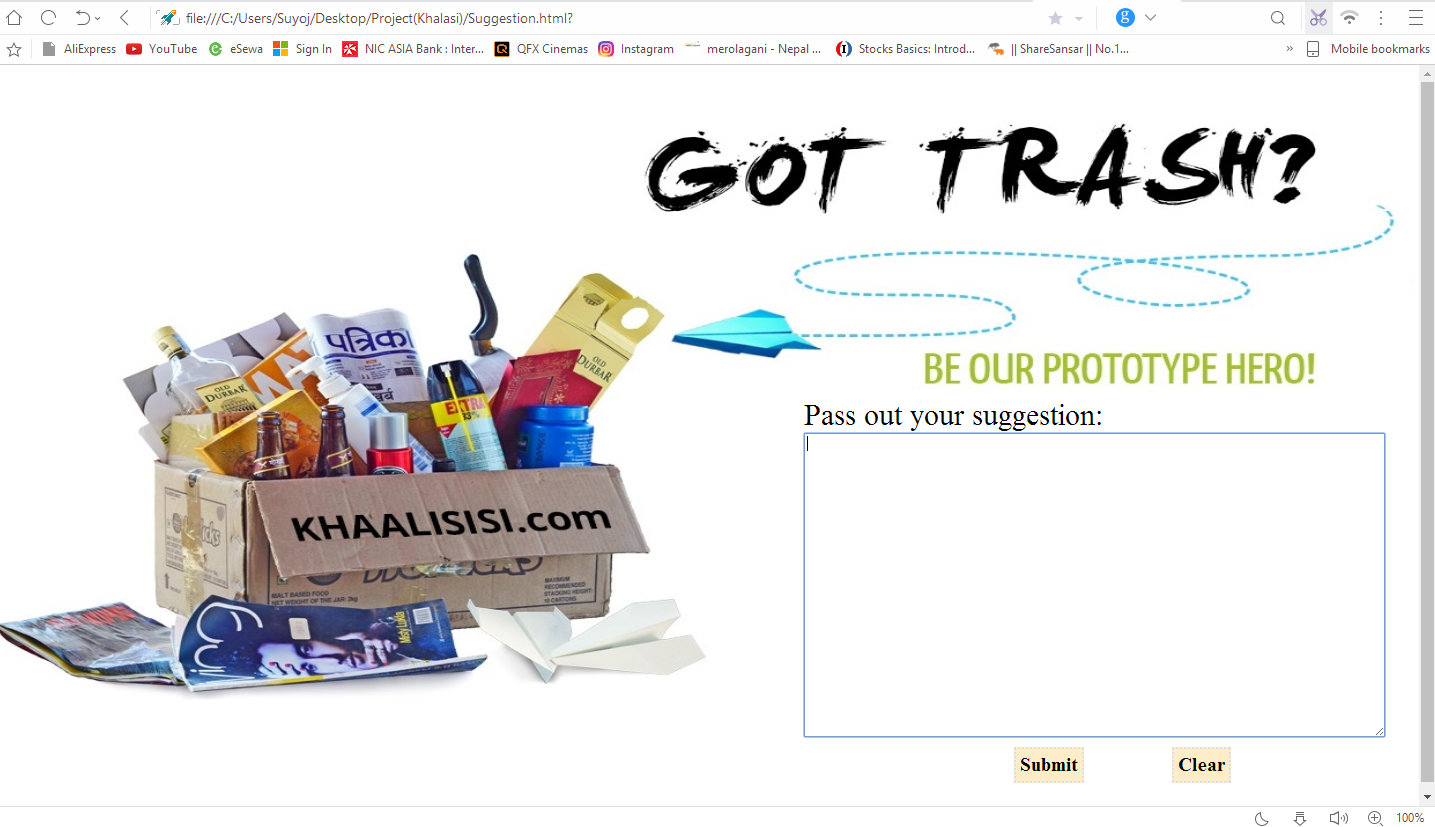 file:///C:/Users/Suyoj/Desktop/Project(Khalasi)/Suggestion.html?
AliExpress YouTube eSewa Sign In NIC ASIA Bank : Inter... QFX Cinemas Instagram merolagani - Nepal ... Stocks Basics: Introd... || ShareSansar || No.1... » Mobile bookmarks
GOT TRASH?
BE OUR PROTOTYPE HERO!
Pass out your suggestion:
पत्रिका
OLD DURBAR
OLD DURBAR
EXTRA
33%
KHAALISISI.com
MALT BASED FOOD
NET WEIGHT OF THE JAR: 2kg
MAXIMUM
RECOMMENDED
STACKING HEIGHT:
10 CARTONS
ving
Submit Clear
100%